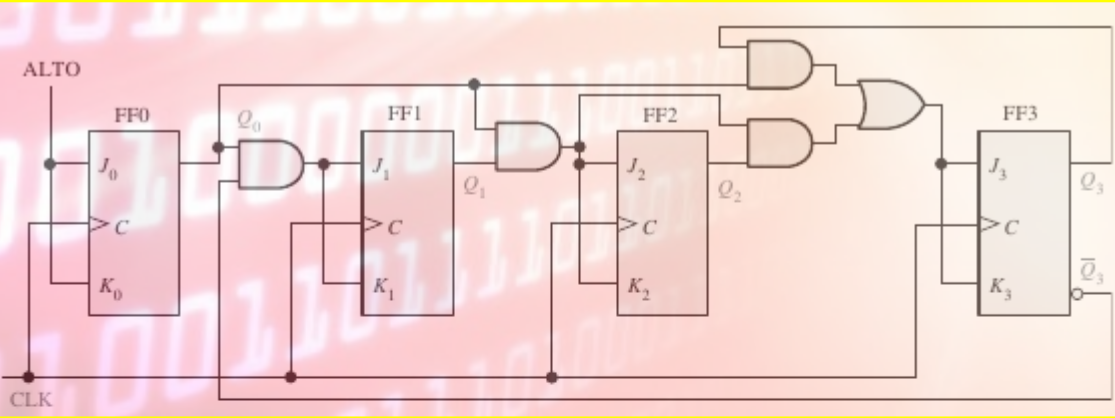 ALTO
FF0
FF1
FF2
FF3
Q₀
J₀
J₁
J₂
J₃
Q₁
Q₂
Q₃
C
C
C
C
K₀
K₁
K₂
K₃
Q̅₃
CLK